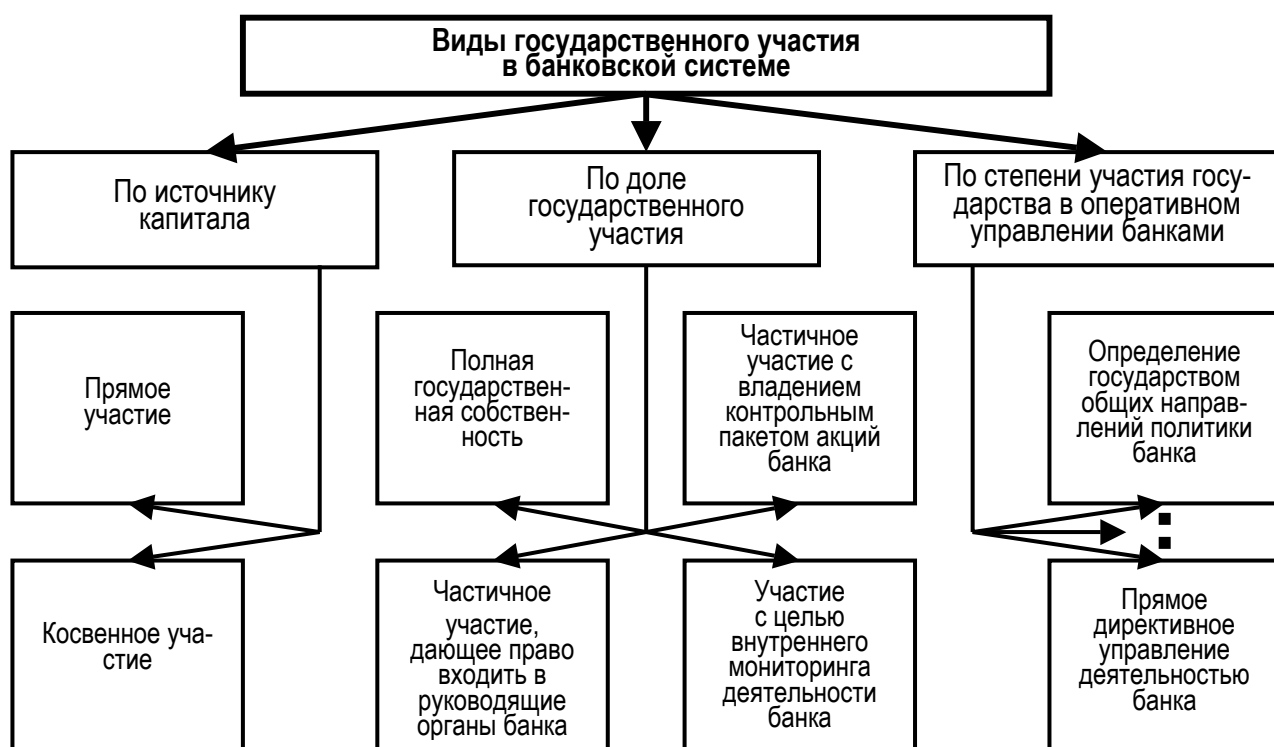 Виды государственного участия
в банковской системе
По источнику
капитала
По доле
государственного
участия
По степени участия госу-
дарства в оперативном
управлении банками
Прямое
участие
Полная
государствен-
ная собствен-
ность
Частичное
участие с
владением
контрольным
пакетом акций
банка
Определение
государством
общих направ-
лений политики
банка
Косвенное уча-
стие
Частичное
участие,
дающее право
входить в
руководящие
органы банка
Участие
с целью
внутреннего
мониторинга
деятельности
банка
Прямое
директивное
управление
деятельностью
банка